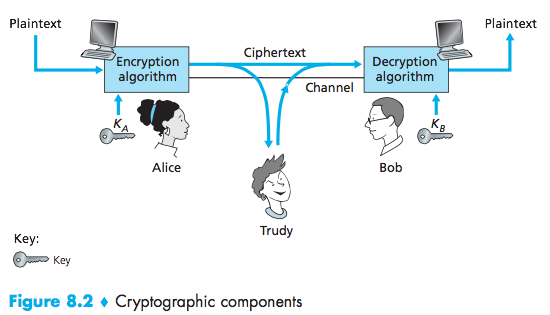 Plaintext
Plaintext
Encryption
algorithm
Ciphertext
Decryption
algorithm
Channel
K_A
K_B
Alice
Bob
Trudy
Key:
Key
Figure 8.2 ♦ Cryptographic components